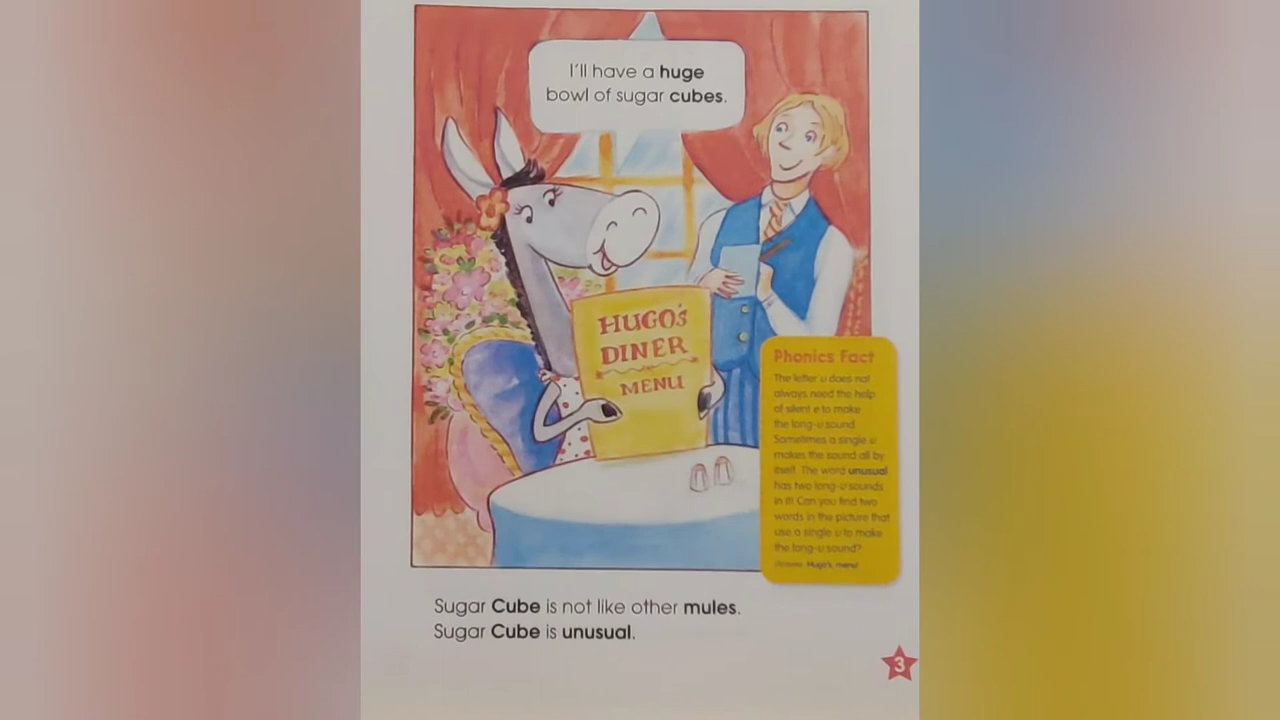 I'll have a huge
bowl of sugar cubes.
HUGO's
DINER
MENU
Phonics Fact
The letter u does not
always need the help
of silent e to make
the long-u sound.
Sometimes a single u
makes the sound all by
itself. The word unusual
has two long-u sounds
in it! Can you find two
words in the picture that
use a single u to make
the long-u sound?
(Answer: Hugo's, menu)
Sugar Cube is not like other mules.
Sugar Cube is unusual.
3